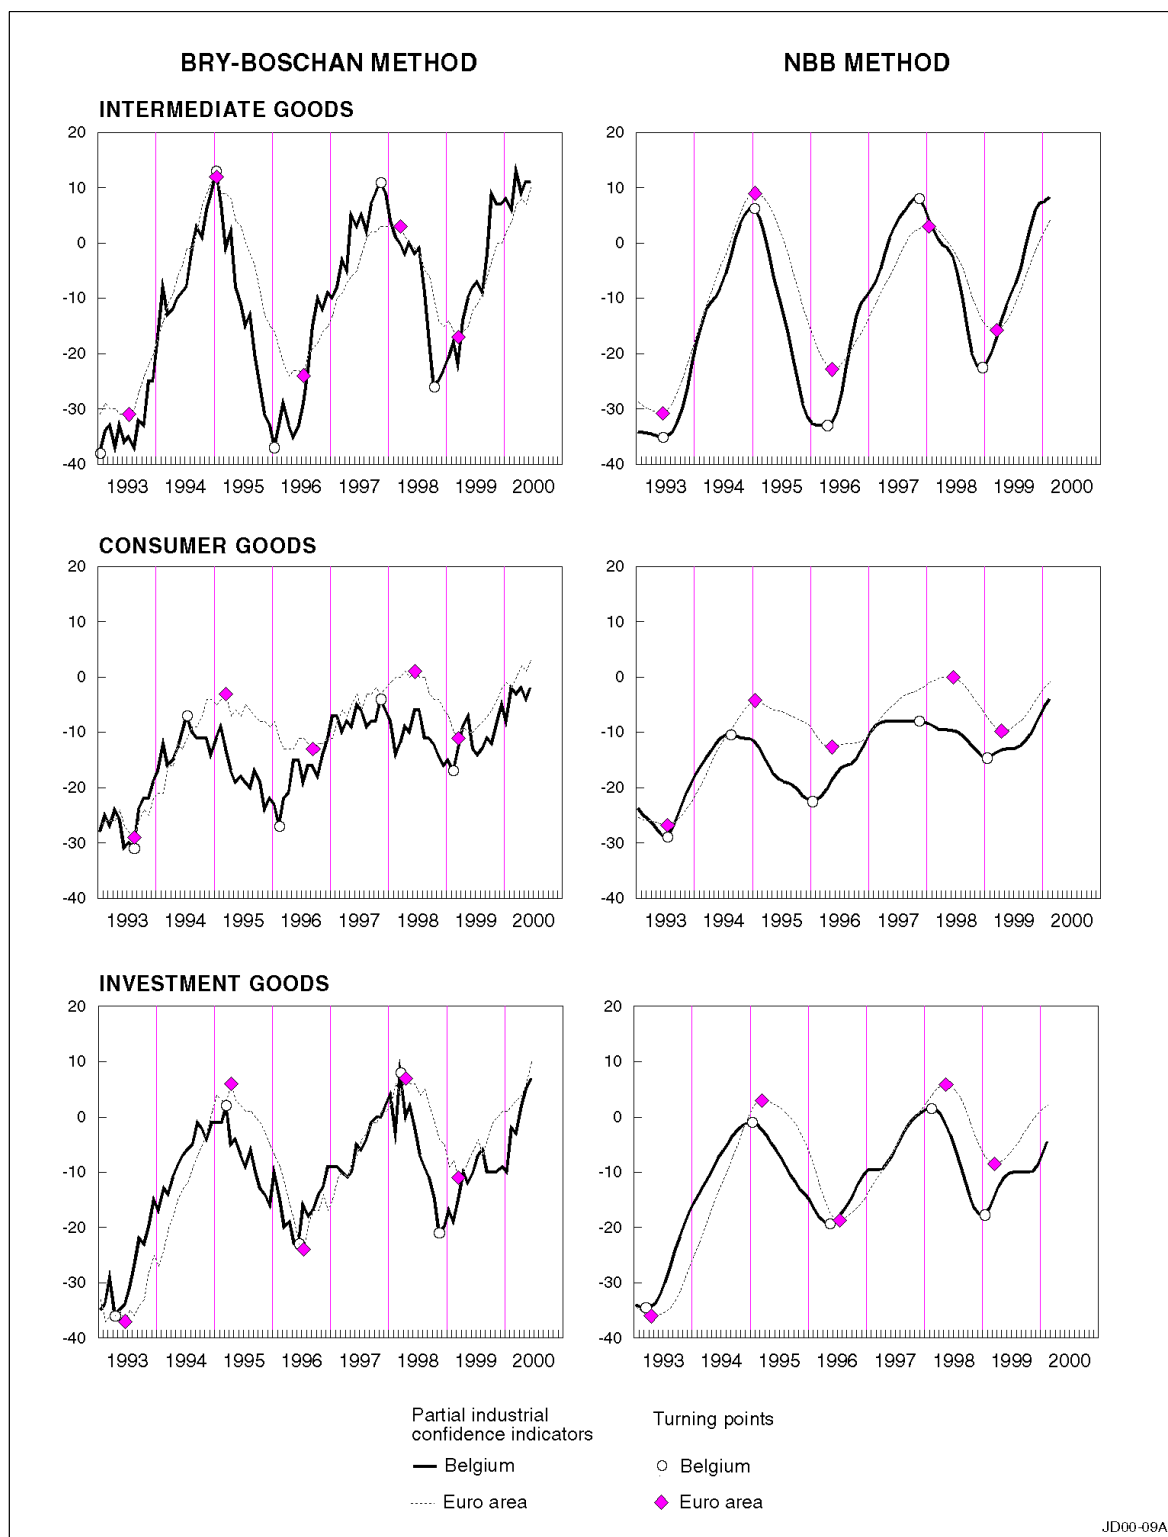 BRY-BOSCHAN METHOD
NBB METHOD
INTERMEDIATE GOODS
20
10
0
-10
-20
-30
-40
1993 1994 1995 1996 1997 1998 1999 2000
20
10
0
-10
-20
-30
-40
1993 1994 1995 1996 1997 1998 1999 2000
CONSUMER GOODS
20
10
0
-10
-20
-30
-40
1993 1994 1995 1996 1997 1998 1999 2000
20
10
0
-10
-20
-30
-40
1993 1994 1995 1996 1997 1998 1999 2000
INVESTMENT GOODS
20
10
0
-10
-20
-30
-40
1993 1994 1995 1996 1997 1998 1999 2000
20
10
0
-10
-20
-30
-40
1993 1994 1995 1996 1997 1998 1999 2000
Partial industrial
confidence indicators
Belgium
Euro area
Turning points
Belgium
Euro area
JD00-09A